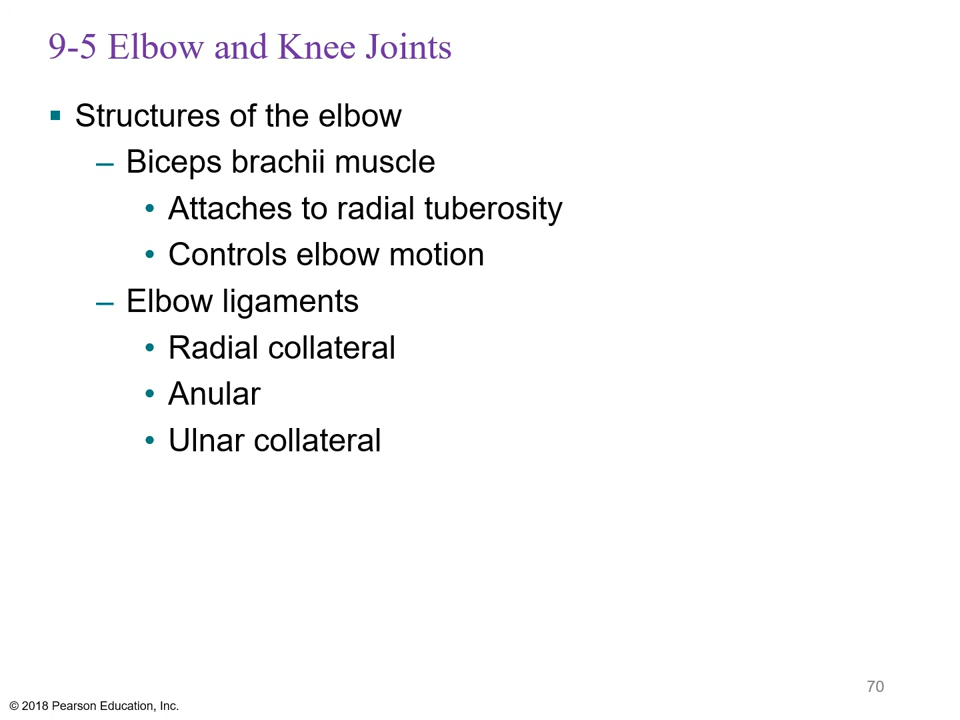 9-5 Elbow and Knee Joints
▪ Structures of the elbow
– Biceps brachii muscle
• Attaches to radial tuberosity
• Controls elbow motion
– Elbow ligaments
• Radial collateral
• Anular
• Ulnar collateral
70
© 2018 Pearson Education, Inc.